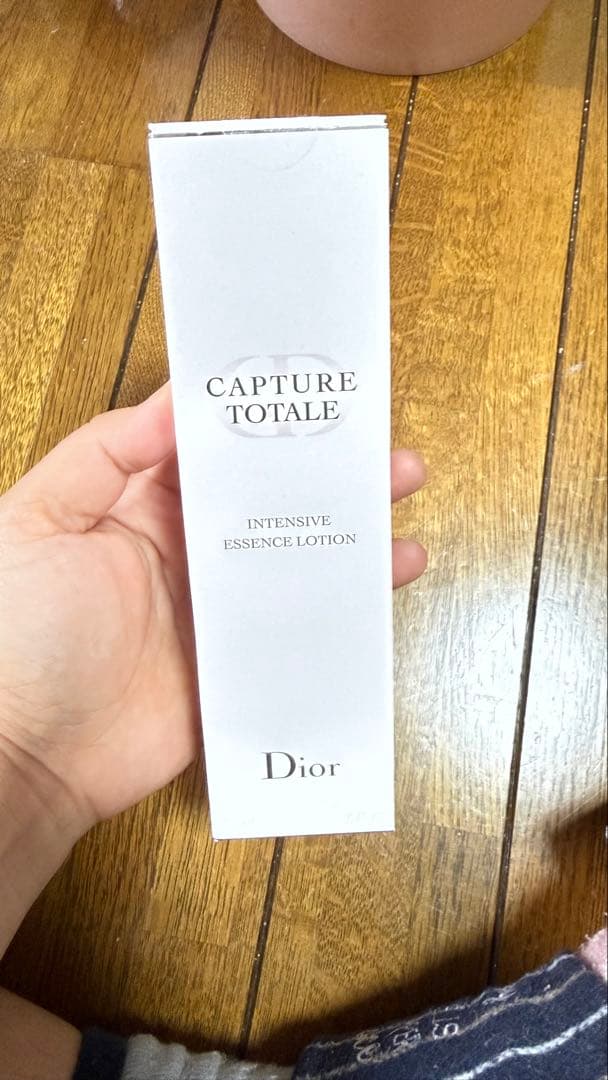 CAPTURE
TOTALE
INTENSIVE
ESSENCE LOTION
Dior